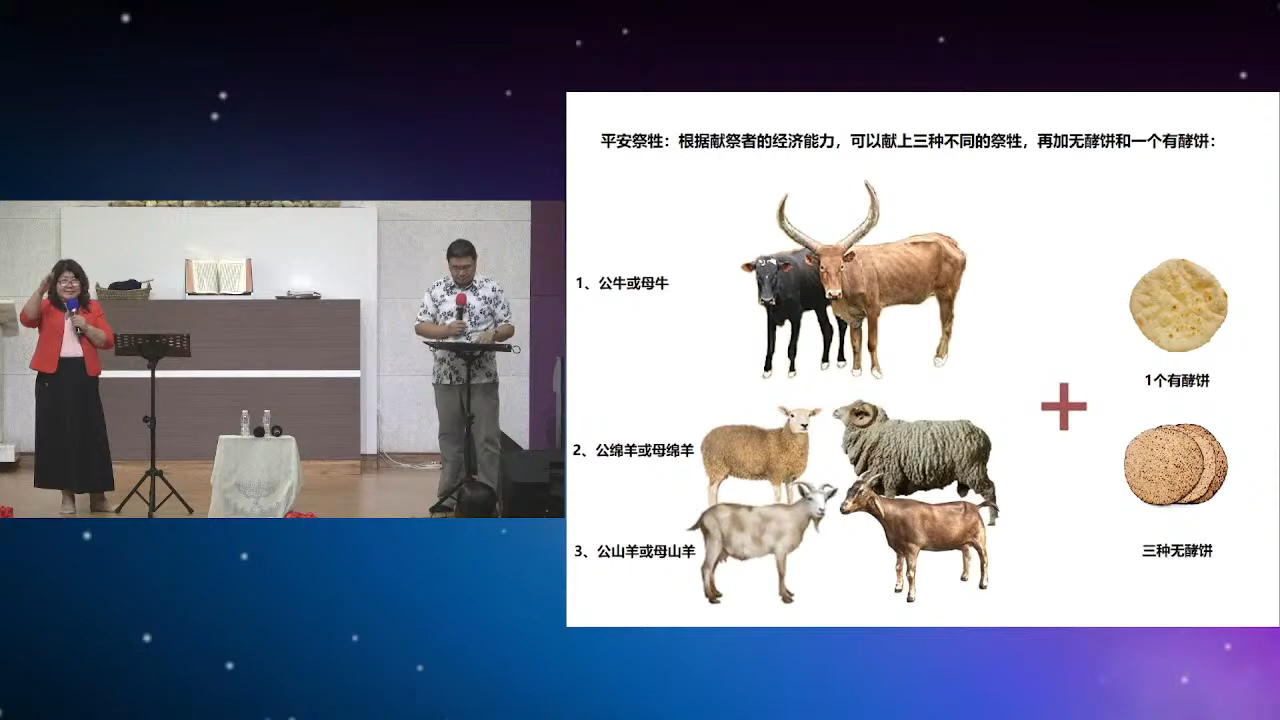 平安祭牲：根据献祭者的经济能力，可以献上三种不同的祭牲，再加无酵饼和一个有酵饼：
1、公牛或母牛
1个有酵饼
2、公绵羊或母绵羊
3、公山羊或母山羊
三种无酵饼